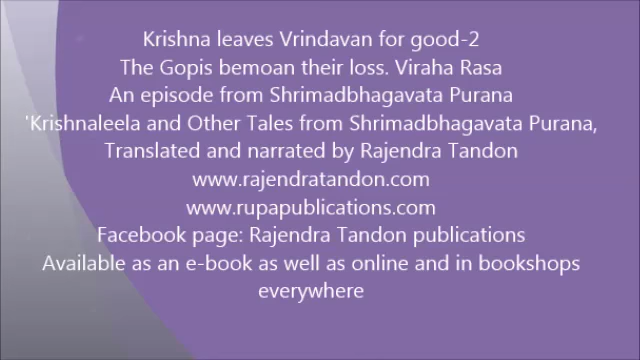 Krishna leaves Vrindavan for good-2
The Gopis bemoan their loss. Viraha Rasa
An episode from Shrimadbhagavata Purana
'Krishnaleela and Other Tales from Shrimadbhagavata Purana,
Translated and narrated by Rajendra Tandon
www.rajendratandon.com
www.rupapublications.com
Facebook page: Rajendra Tandon publications
Available as an e-book as well as online and in bookshops
everywhere